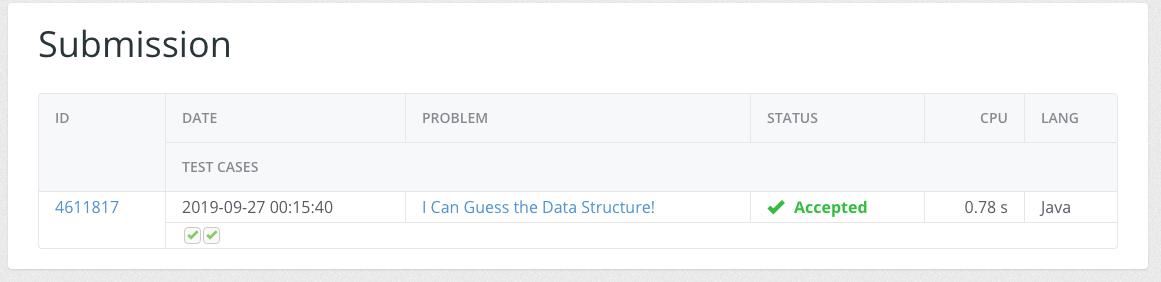 Submission
ID DATE PROBLEM STATUS CPU LANG
TEST CASES
4611817 2019-09-27 00:15:40 I Can Guess the Data Structure! Accepted 0.78 s Java